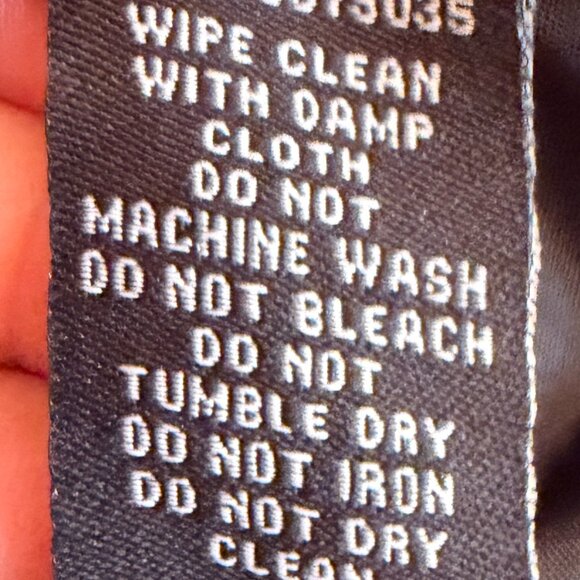 WIPE CLEAN
WITH DAMP
CLOTH
DO NOT
MACHINE WASH
DO NOT BLEACH
DO NOT
TUMBLE DRY
DO NOT IRON
DO NOT DRY
CLEAN